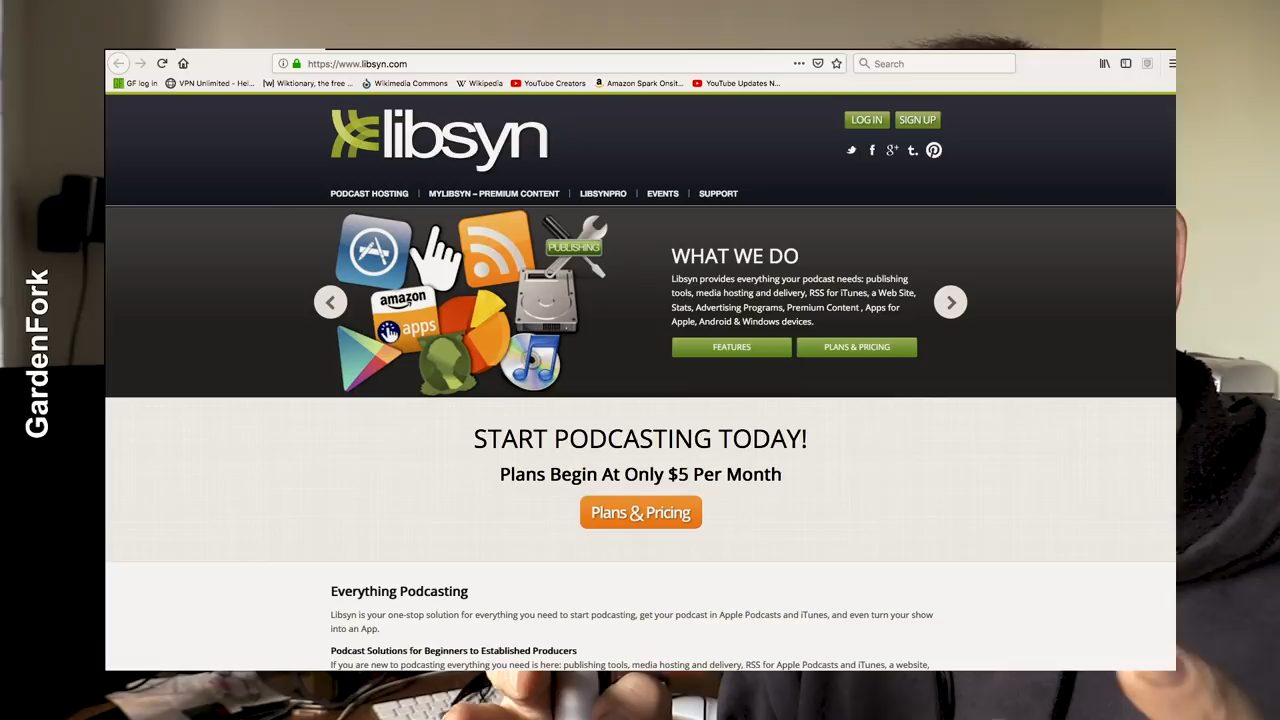 https://www.libsyn.com
Search
GF log in
VPN Unlimited - Hel...
Wiktionary, the free ...
Wikimedia Commons
Wikipedia
YouTube Creators
Amazon Spark Onsit...
YouTube Updates N...
libsyn
LOG IN
SIGN UP
PODCAST HOSTING
MYLIBSYN – PREMIUM CONTENT
LIBSYNPRO
EVENTS
SUPPORT
PUBLISHING
amazon
apps
WHAT WE DO
Libsyn provides everything your podcast needs: publishing
tools, media hosting and delivery, RSS for iTunes, a Web Site,
Stats, Advertising Programs, Premium Content , Apps for
Apple, Android & Windows devices.
FEATURES
PLANS & PRICING
GardenFork
START PODCASTING TODAY!
Plans Begin At Only $5 Per Month
Plans & Pricing
Everything Podcasting
Libsyn is your one-stop solution for everything you need to start podcasting, get your podcast in Apple Podcasts and iTunes, and even turn your show
into an App.
Podcast Solutions for Beginners to Established Producers
If you are new to podcasting everything you need is here: publishing tools, media hosting and delivery, RSS for Apple Podcasts and iTunes, a website,